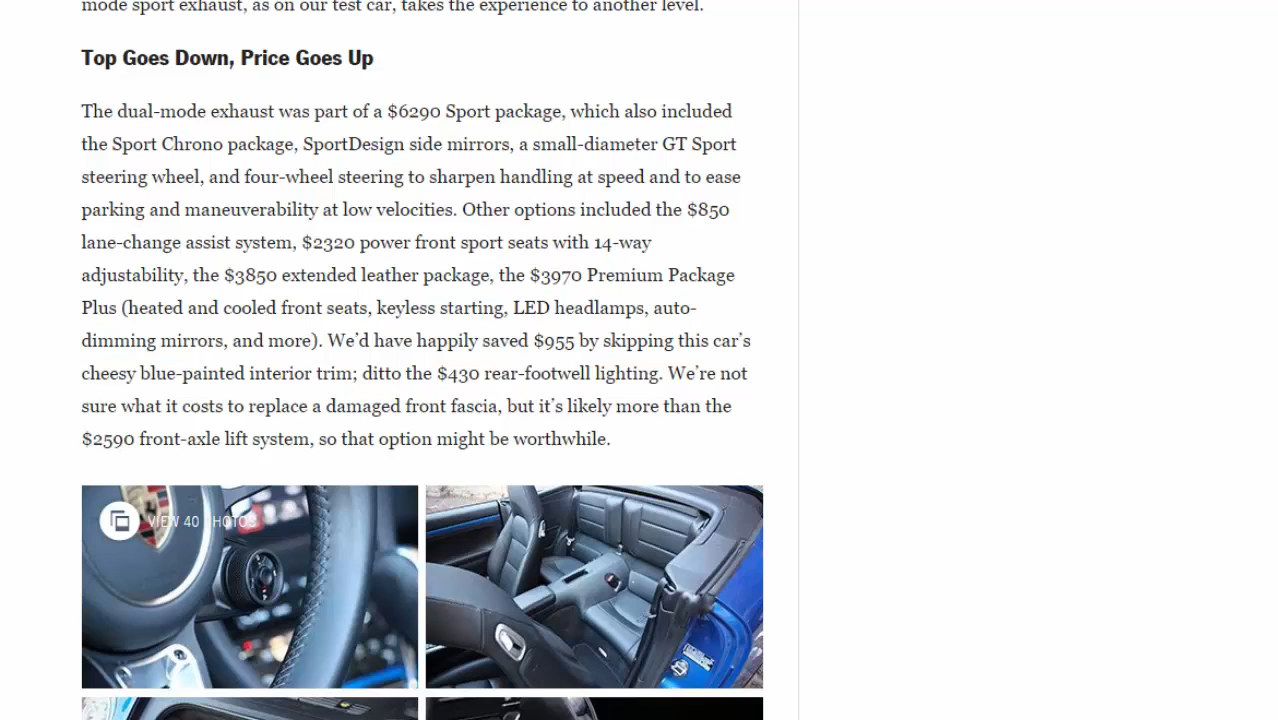 mode sport exhaust, as on our test car, takes the experience to another level.
Top Goes Down, Price Goes Up
The dual-mode exhaust was part of a $6290 Sport package, which also included
the Sport Chrono package, SportDesign side mirrors, a small-diameter GT Sport
steering wheel, and four-wheel steering to sharpen handling at speed and to ease
parking and maneuverability at low velocities. Other options included the $850
lane-change assist system, $2320 power front sport seats with 14-way
adjustability, the $3850 extended leather package, the $3970 Premium Package
Plus (heated and cooled front seats, keyless starting, LED headlamps, auto-
dimming mirrors, and more). We’d have happily saved $955 by skipping this car’s
cheesy blue-painted interior trim; ditto the $430 rear-footwell lighting. We’re not
sure what it costs to replace a damaged front fascia, but it’s likely more than the
$2590 front-axle lift system, so that option might be worthwhile.
VIEW 40 PHOTOS